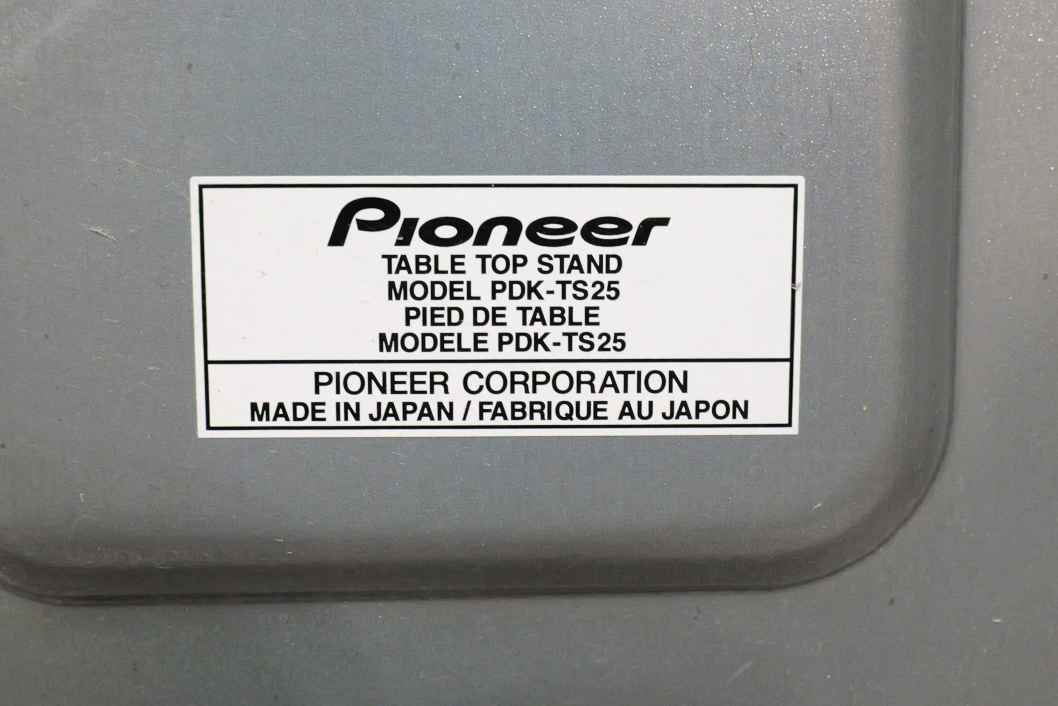 Pioneer
TABLE TOP STAND
MODEL PDK-TS25
PIED DE TABLE
MODELE PDK-TS25
PIONEER CORPORATION
MADE IN JAPAN / FABRIQUE AU JAPON